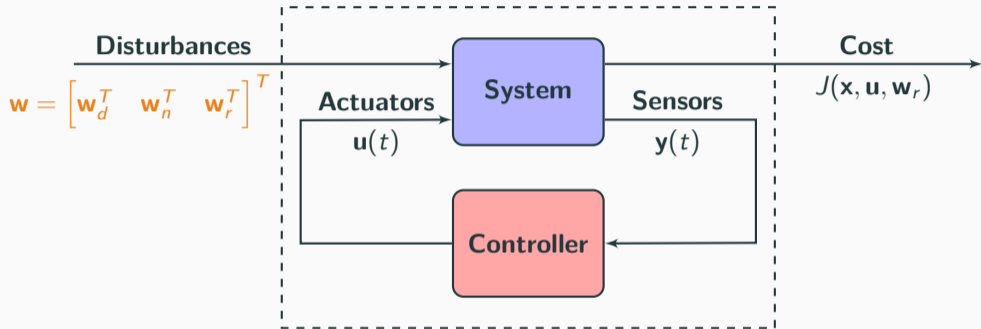 Disturbances
w = [w_d^T w_n^T w_r^T]^T
Actuators
u(t)
System
Sensors
y(t)
Cost
J(x, u, w_r)
Controller